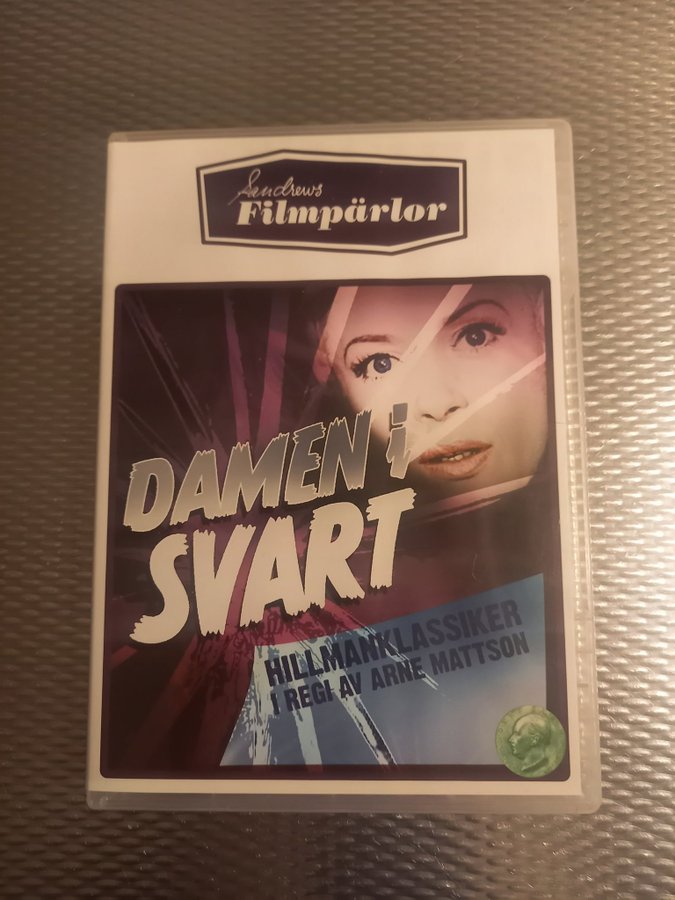 Sandrews
Filmpärlor
DAMEN i
SVART
HILLMANKLASSIKER
I REGI AV ARNE MATTSON